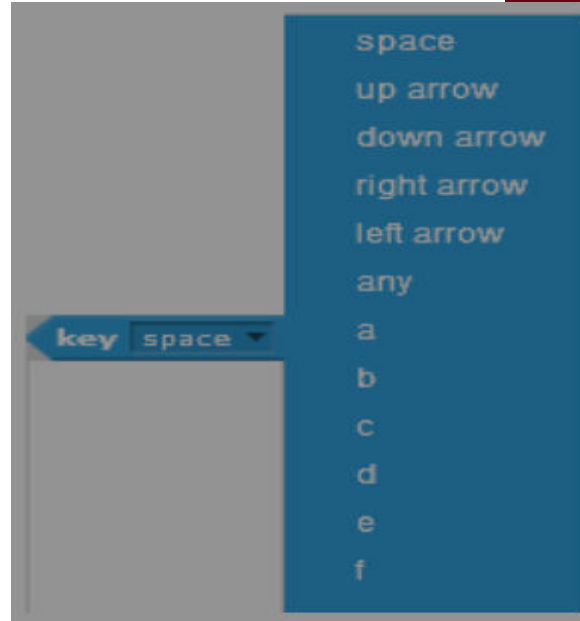 space
up arrow
down arrow
right arrow
left arrow
any
key space
a
b
c
d
e
f